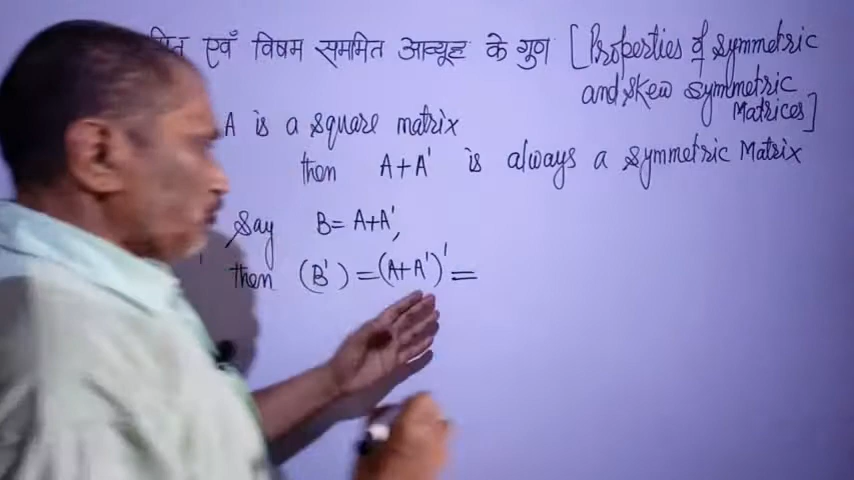 एवँ विषम सममित आव्यूह के गुण [Properties of symmetric
and skew symmetric
Matrices]
A is a square matrix
then A+A' is always a symmetric Matrix
Say B= A+A',
then (B') =(A+A')' =